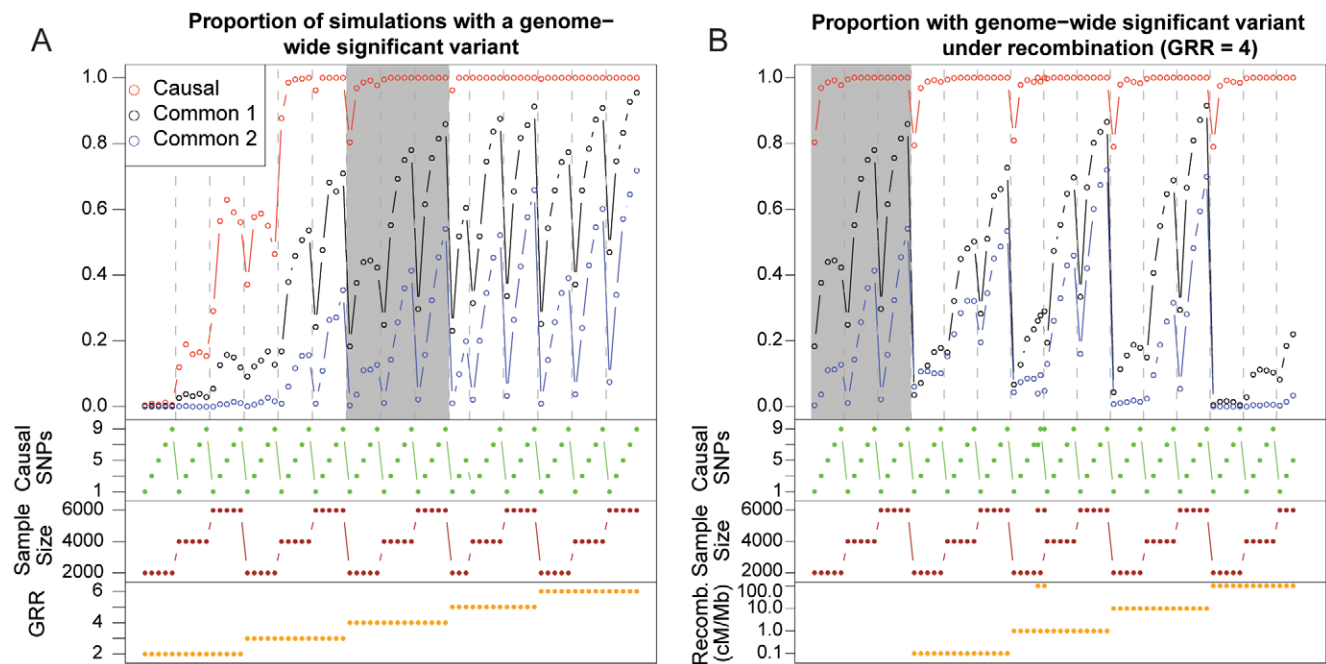 A
Proportion of simulations with a genome−
wide significant variant
1.0
0.8
0.6
0.4
0.2
0.0
Causal
Common 1
Common 2
Causal
SNPs
9
5
1
Sample
Size
6000
4000
2000
GRR
6
4
2
B
Proportion with genome−wide significant variant
under recombination (GRR = 4)
1.0
0.8
0.6
0.4
0.2
0.0
Causal
SNPs
9
5
1
Sample
Size
6000
4000
2000
Recomb.
(cM/Mb)
100.0
10.0
1.0
0.1